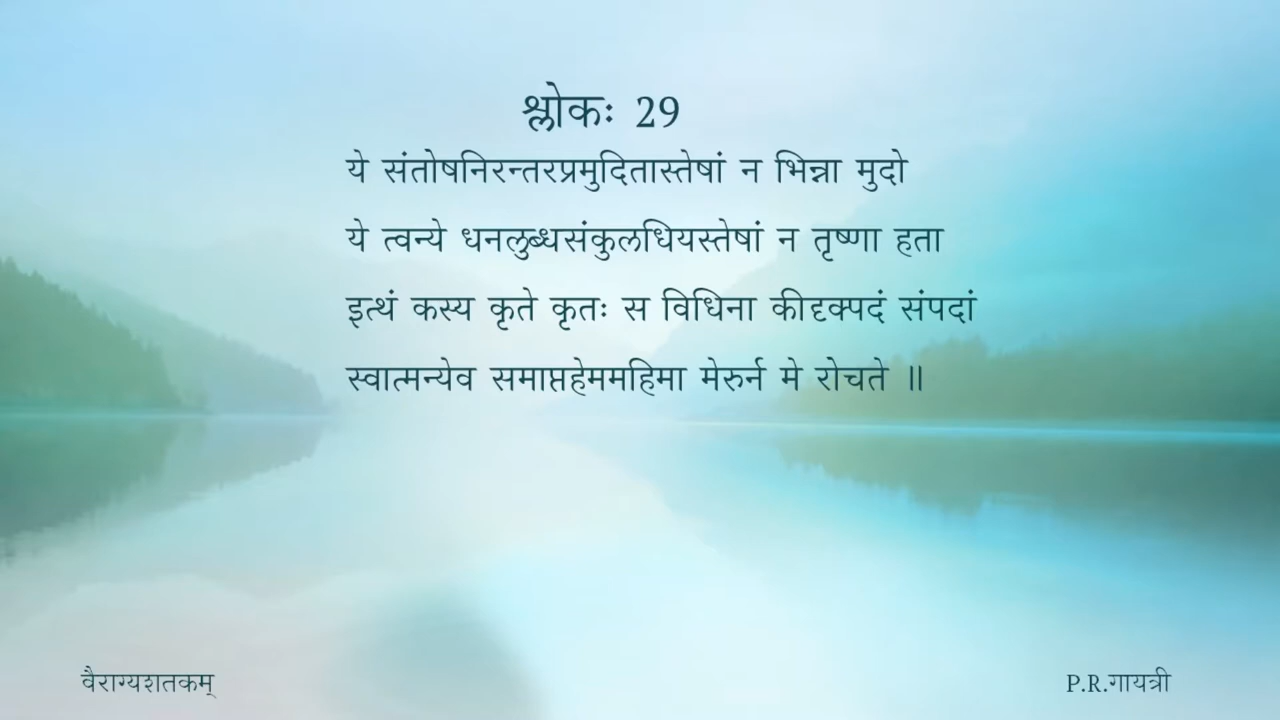 श्लोकः 29
ये संतोषनिरन्तरप्रमुदितास्तेषां न भिन्ना मुदो
ये त्वन्ये धनलुब्धसंकुलधियस्तेषां न तृष्णा हता
इत्थं कस्य कृते कृतः स विधिना कीदृक्पदं संपदां
स्वात्मन्येव समाप्तहेममहिमा मेरुर्न मे रोचते ॥
वैराग्यशतकम्
P.R.गायत्री